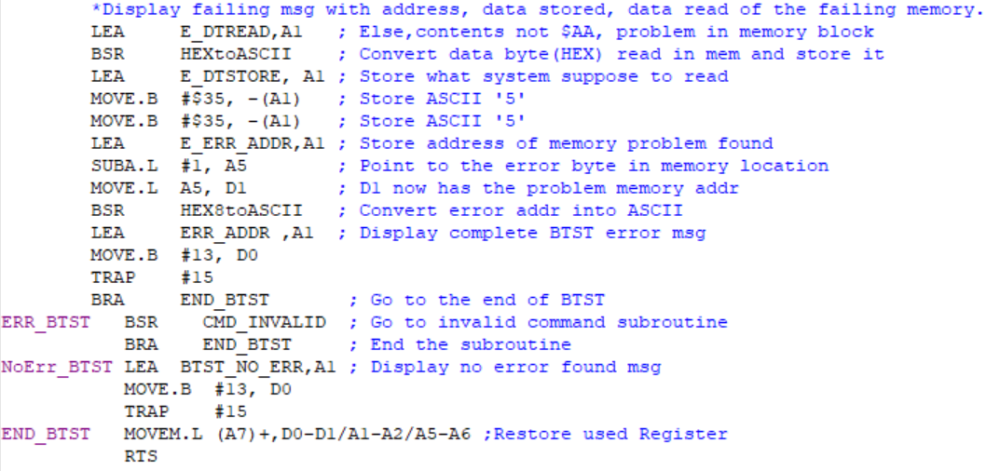 *Display failing msg with address, data stored, data read of the failing memory.
LEA E_DTREAD,A1 ; Else,contents not $AA, problem in memory block
BSR HEXtoASCII ; Convert data byte(HEX) read in mem and store it
LEA E_DTSTORE, A1 ; Store what system suppose to read
MOVE.B #$35, -(A1) ; Store ASCII '5'
MOVE.B #$35, -(A1) ; Store ASCII '5'
LEA E_ERR_ADDR,A1 ; Store address of memory problem found
SUBA.L #1, A5 ; Point to the error byte in memory location
MOVE.L A5, D1 ; D1 now has the problem memory addr
BSR HEX8toASCII ; Convert error addr into ASCII
LEA ERR_ADDR ,A1 ; Display complete BTST error msg
MOVE.B #13, D0
TRAP #15
BRA END_BTST ; Go to the end of BTST
ERR_BTST BSR CMD_INVALID ; Go to invalid command subroutine
BRA END_BTST ; End the subroutine
NoErr_BTST LEA BTST_NO_ERR,A1 ; Display no error found msg
MOVE.B #13, D0
TRAP #15
END_BTST MOVEM.L (A7)+,D0-D1/A1-A2/A5-A6 ;Restore used Register
RTS